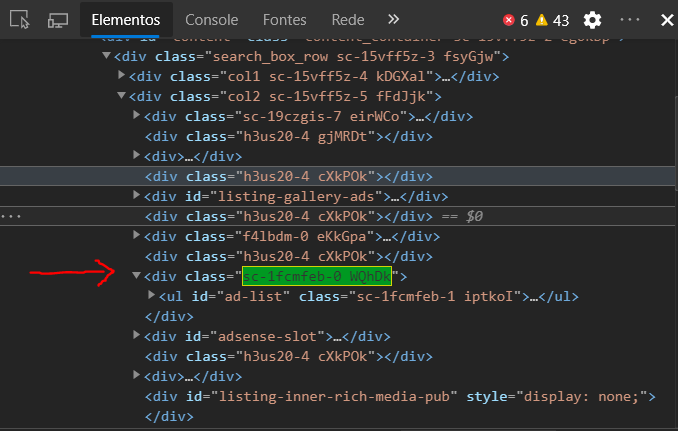 Elementos Console Fontes Rede » 6 43 ··· ×
<div class="search_box_row sc-15vff5z-3 fsyGjw">
<div class="col1 sc-15vff5z-4 kDGXal">…</div>
<div class="col2 sc-15vff5z-5 fFdJjk">
<div class="sc-19czgis-7 eirWCo">…</div>
<div class="h3us20-4 gjMRDt"></div>
<div>…</div>
<div class="h3us20-4 cXkPOk"></div>
<div id="listing-gallery-ads">…</div>
··· <div class="h3us20-4 cXkPOk"></div> == $0
<div class="f4lbdm-0 eKkGpa">…</div>
<div class="h3us20-4 cXkPOk"></div>
<div class="sc-1fcmfeb-0 WQhDk">
<ul id="ad-list" class="sc-1fcmfeb-1 iptkoI">…</ul>
</div>
<div id="adsense-slot">…</div>
<div class="h3us20-4 cXkPOk"></div>
<div>…</div>
<div id="listing-inner-rich-media-pub" style="display: none;">
</div>